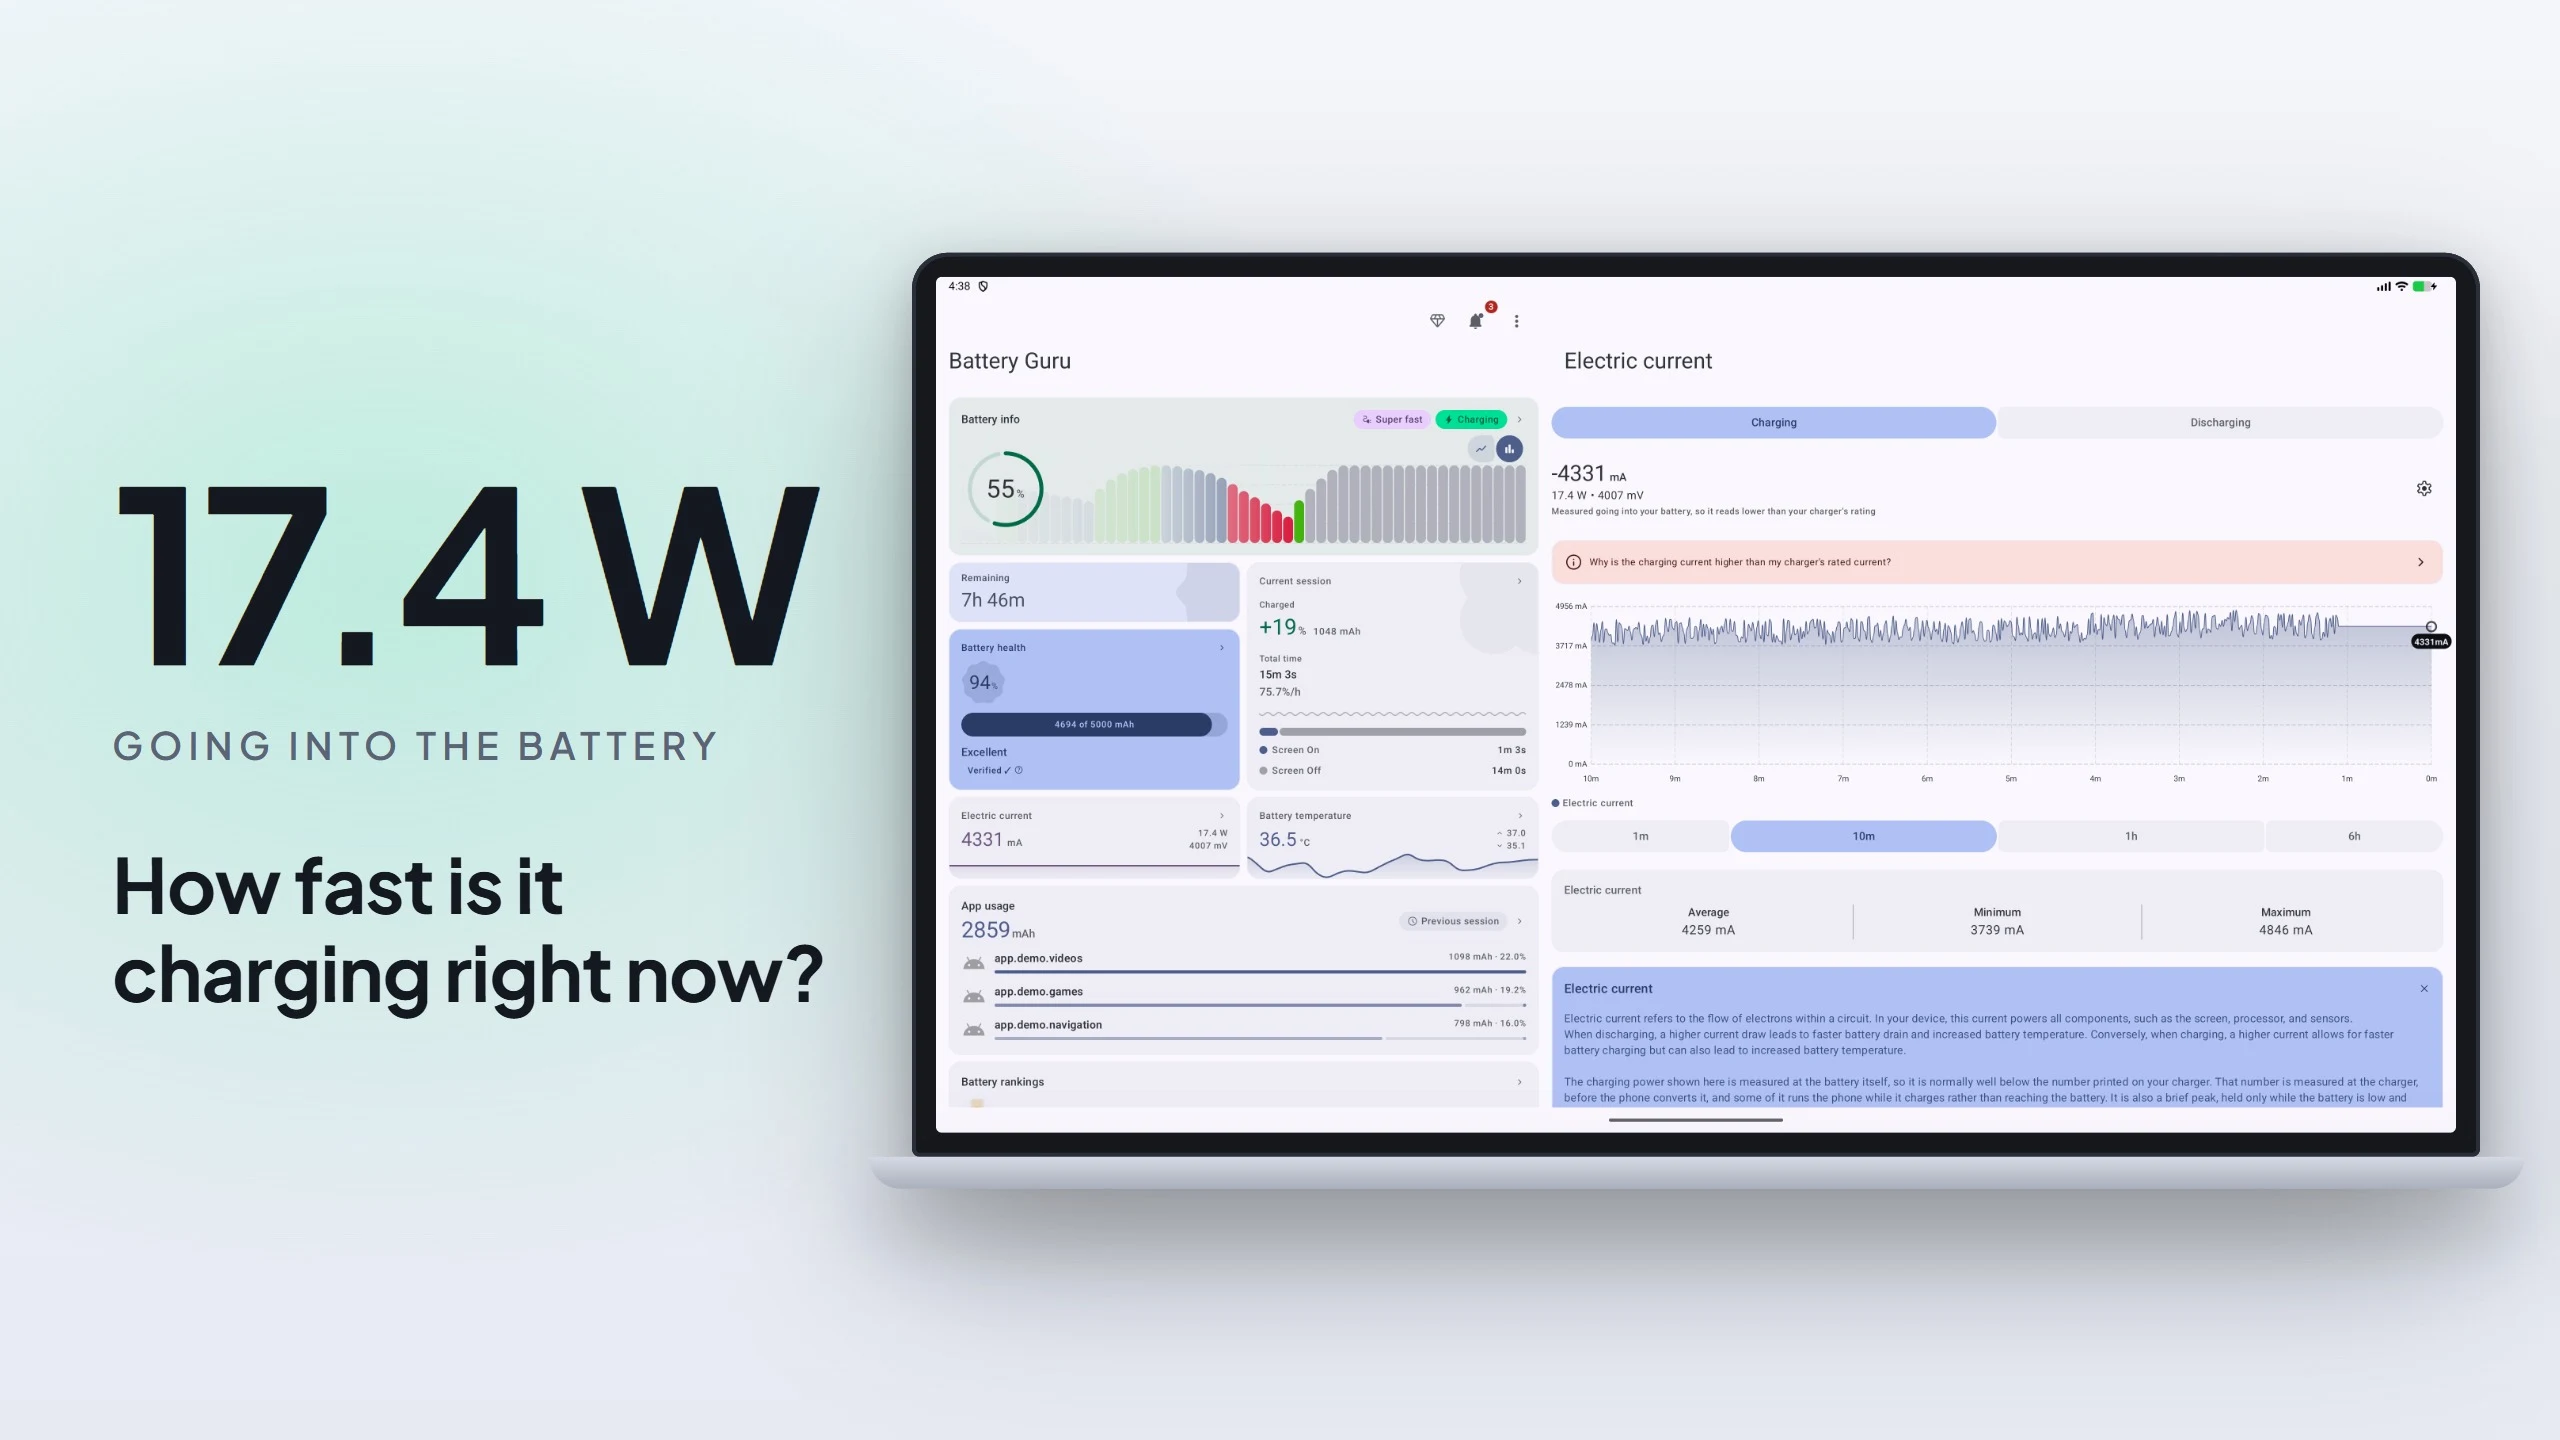 17.4 W
GOING INTO THE BATTERY
How fast is it
charging right now?
4:38
3
Battery Guru
Battery info
Super fast
Charging
55%
Remaining
7h 46m
Battery health
94%
4694 of 5000 mAh
Excellent
Verified ✓
Current session
Charged
+19% 1048 mAh
Total time
15m 3s
75.7%/h
Screen On 1m 3s
Screen Off 14m 0s
Electric current
4331 mA
17.4 W
4007 mV
Battery temperature
36.5 °C
37.0
35.1
App usage
2859 mAh
Previous session
app.demo.videos 1098 mAh · 22.0%
app.demo.games 962 mAh · 19.2%
app.demo.navigation 798 mAh · 16.0%
Battery rankings
Electric current
Charging Discharging
-4331 mA
17.4 W • 4007 mV
Measured going into your battery, so it reads lower than your charger's rating
Why is the charging current higher than my charger's rated current?
4956 mA
3717 mA
2478 mA
1239 mA
0 mA
4331mA
10m 9m 8m 7m 6m 5m 4m 3m 2m 1m 0m
Electric current
1m 10m 1h 6h
Electric current
Average Minimum Maximum
4259 mA 3739 mA 4846 mA
Electric current
Electric current refers to the flow of electrons within a circuit. In your device, this current powers all components, such as the screen, processor, and sensors.
When discharging, a higher current draw leads to faster battery drain and increased battery temperature. Conversely, when charging, a higher current allows for faster
battery charging but can also lead to increased battery temperature.
The charging power shown here is measured at the battery itself, so it is normally well below the number printed on your charger. That number is measured at the charger,
before the phone converts it, and some of it runs the phone while it charges rather than reaching the battery. It is also a brief peak, held only while the battery is low and